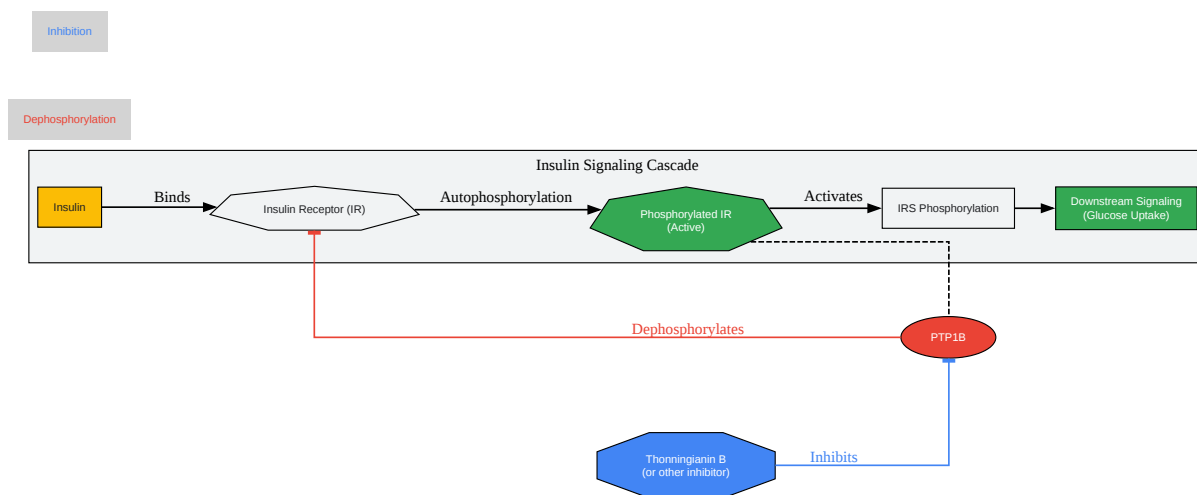 Inhibition
Dephosphorylation
Insulin Signaling Cascade
Insulin
Binds
Insulin Receptor (IR)
Autophosphorylation
Phosphorylated IR
(Active)
Activates
IRS Phosphorylation
Downstream Signaling
(Glucose Uptake)
Dephosphorylates
PTP1B
Thonningianin B
(or other inhibitor)
Inhibits